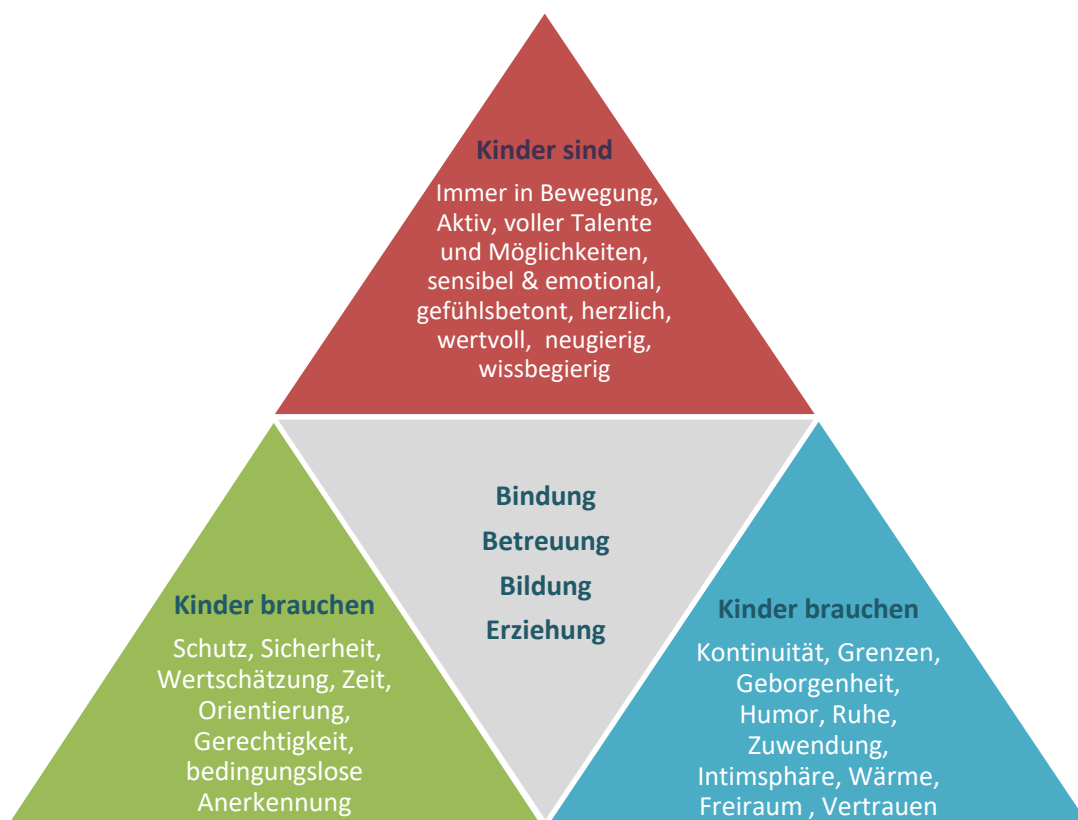 Kinder sind
Immer in Bewegung,
Aktiv, voller Talente
und Möglichkeiten,
sensibel & emotional,
gefühlsbetont, herzlich,
wertvoll,  neugierig,
wissbegierig
Bindung
Betreuung
Bildung
Erziehung
Kinder brauchen
Schutz, Sicherheit,
Wertschätzung, Zeit,
Orientierung,
Gerechtigkeit,
bedingungslose
Anerkennung
Kinder brauchen
Kontinuität, Grenzen,
Geborgenheit,
Humor, Ruhe,
Zuwendung,
Intimsphäre, Wärme,
Freiraum , Vertrauen